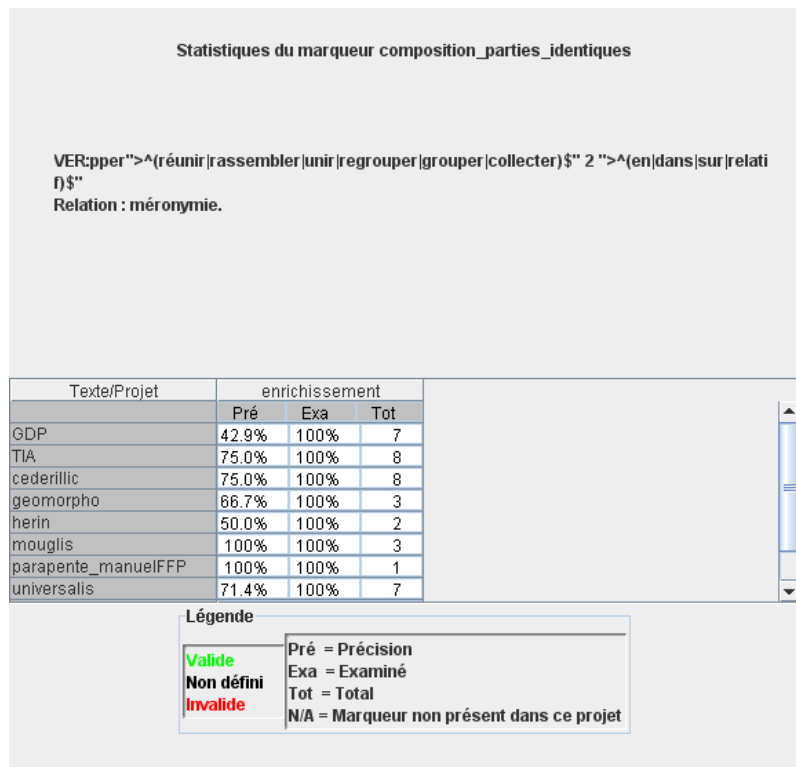 Statistiques du marqueur composition_parties_identiques
VER:pper">^(réunir|rassembler|unir|regrouper|grouper|collecter)$" 2 ">^(en|dans|sur|relati
f)$"
Relation : méronymie.
Texte/Projet enrichissement
Pré Exa Tot
GDP 42.9% 100% 7
TIA 75.0% 100% 8
cederillic 75.0% 100% 8
geomorpho 66.7% 100% 3
herin 50.0% 100% 2
mouglis 100% 100% 3
parapente_manuelFFP 100% 100% 1
universalis 71.4% 100% 7
Légende
Valide
Non défini
Invalide
Pré = Précision
Exa = Examiné
Tot = Total
N/A = Marqueur non présent dans ce projet